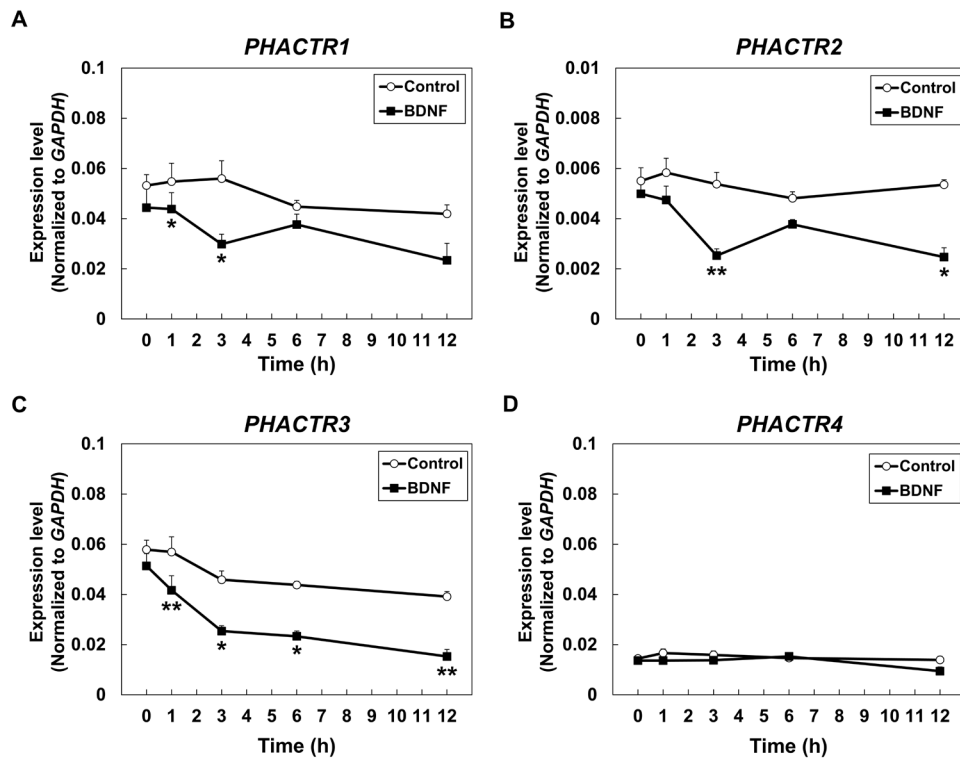 A
PHACTR1
Expression level
(Normalized to GAPDH)
0.1
0.08
0.06
0.04
0.02
0
Control
BDNF
*
*
0 1 2 3 4 5 6 7 8 9 10 11 12
Time (h)
B
PHACTR2
Expression level
(Normalized to GAPDH)
0.01
0.008
0.006
0.004
0.002
0
Control
BDNF
**
*
0 1 2 3 4 5 6 7 8 9 10 11 12
Time (h)
C
PHACTR3
Expression level
(Normalized to GAPDH)
0.1
0.08
0.06
0.04
0.02
0
Control
BDNF
**
*
*
**
0 1 2 3 4 5 6 7 8 9 10 11 12
Time (h)
D
PHACTR4
Expression level
(Normalized to GAPDH)
0.1
0.08
0.06
0.04
0.02
0
Control
BDNF
0 1 2 3 4 5 6 7 8 9 10 11 12
Time (h)